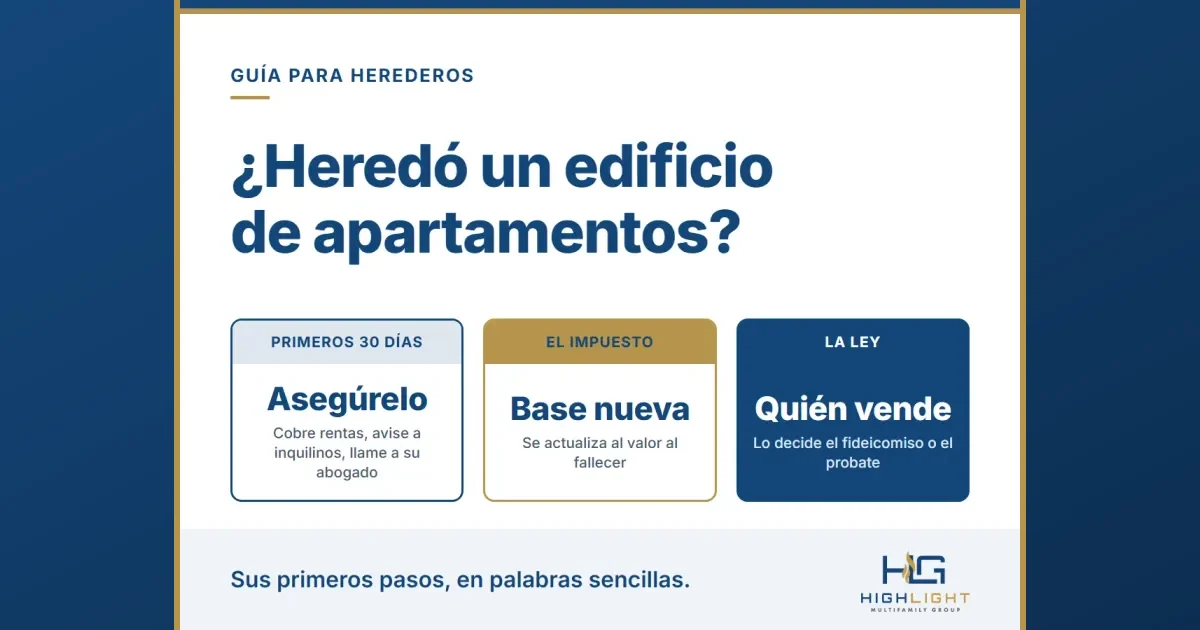 GUÍA PARA HEREDEROS
¿Heredó un edificio
de apartamentos?
PRIMEROS 30 DÍAS
Asegúrelo
Cobre rentas, avise a
inquilinos, llame a su
abogado
EL IMPUESTO
Base nueva
Se actualiza al valor al
fallecer
LA LEY
Quién vende
Lo decide el fideicomiso o el
probate
Sus primeros pasos, en palabras sencillas.
HLG
HIGHLIGHT
MULTIFAMILY GROUP